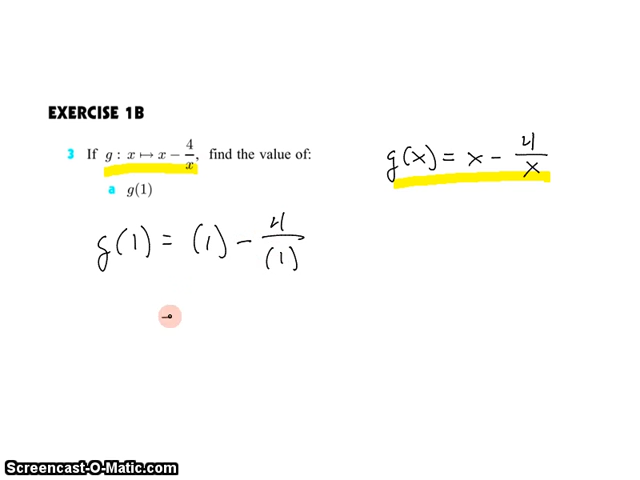 EXERCISE 1B
3 If g : x ↦ x − 4/x, find the value of:
g(x) = x − 4/x
a g(1)
g(1) = (1) − 4/(1)
Screencast-O-Matic.com